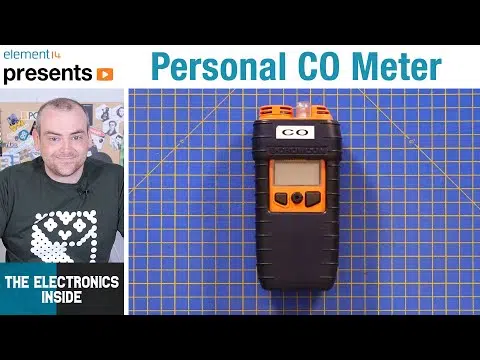 element14
presents
Personal CO Meter
CO
THE ELECTRONICS
INSIDE